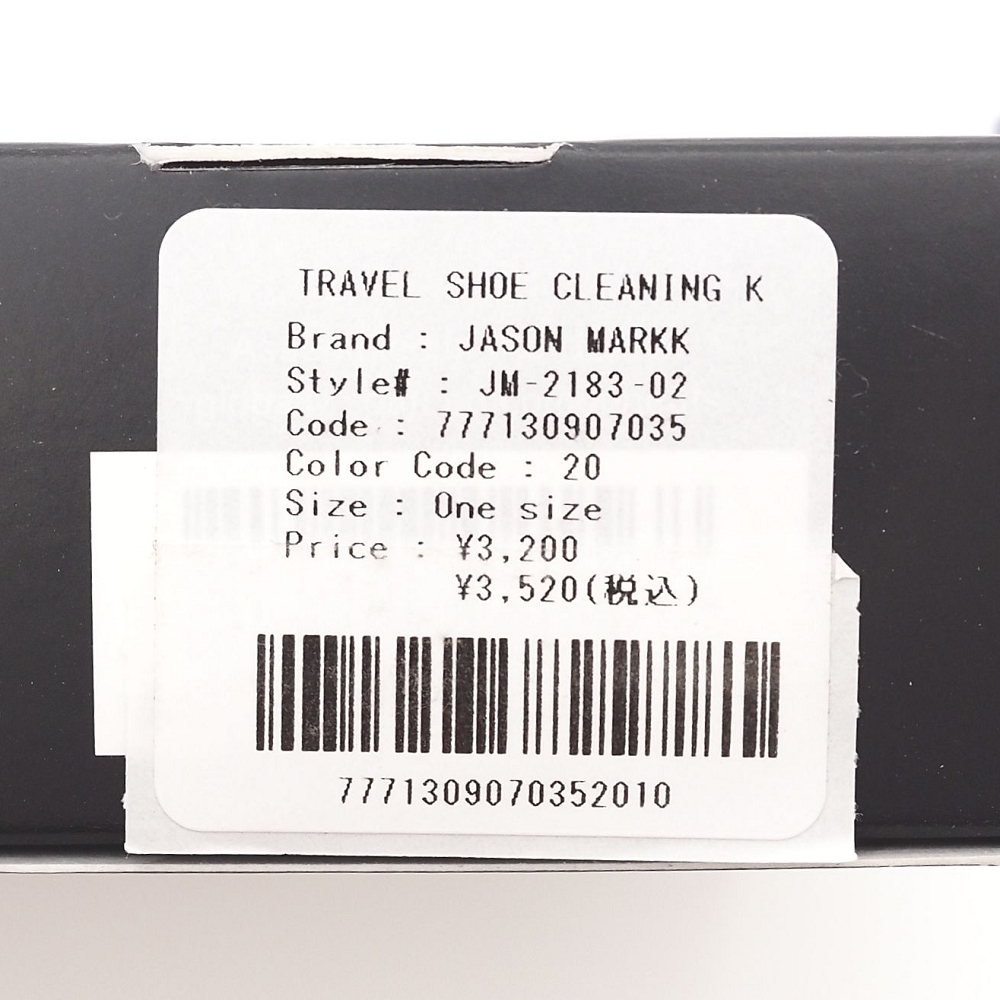 TRAVEL SHOE CLEANING K
Brand : JASON MARKK
Style# : JM-2183-02
Code : 777130907035
Color Code : 20
Size : One size
Price : ¥3,200
¥3,520(税込)
7771309070352010